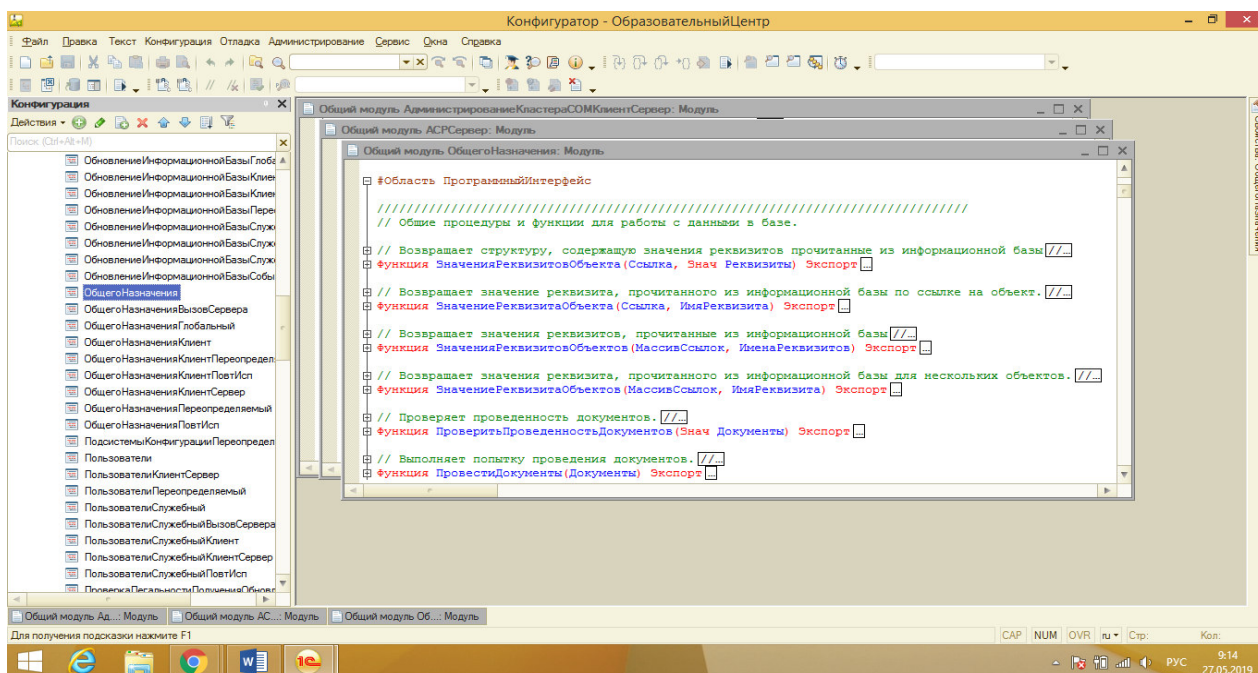 Конфигуратор - ОбразовательныйЦентр
Файл Правка Текст Конфигурация Отладка Администрирование Сервис Окна Справка
Конфигурация
Действия
Поиск (Ctrl+Alt+M)
ОбновлениеИнформационнойБазыГлоба
ОбновлениеИнформационнойБазыКлиен
ОбновлениеИнформационнойБазыКлиен
ОбновлениеИнформационнойБазыПере
ОбновлениеИнформационнойБазыСлуж
ОбновлениеИнформационнойБазыСлуж
ОбновлениеИнформационнойБазыСлуж
ОбновлениеИнформационнойБазыСобы
ОбщегоНазначения
ОбщегоНазначенияВызовСервера
ОбщегоНазначенияГлобальный
ОбщегоНазначенияКлиент
ОбщегоНазначенияКлиентПереопредел
ОбщегоНазначенияКлиентПовтИсп
ОбщегоНазначенияКлиентСервер
ОбщегоНазначенияПереопределяемый
ОбщегоНазначенияПовтИсп
ПодсистемыКонфигурацииПереопредел
Пользователи
ПользователиКлиентСервер
ПользователиПереопределяемый
ПользователиСлужебный
ПользователиСлужебныйВызовСервера
ПользователиСлужебныйКлиент
ПользователиСлужебныйКлиентСервер
ПользователиСлужебныйПовтИсп
ПроверкаЛегальностиПолученияОбновл
Общий модуль АдминистрированиеКластераCOMКлиентСервер: Модуль
Общий модуль АСРСервер: Модуль
Общий модуль ОбщегоНазначения: Модуль
#Область ПрограммныйИнтерфейс
////////////////////////////////////////////////////////////////////////////////
// Общие процедуры и функции для работы с данными в базе.
// Возвращает структуру, содержащую значения реквизитов прочитанные из информационной базы //...
Функция ЗначенияРеквизитовОбъекта(Ссылка, Знач Реквизиты) Экспорт ...
// Возвращает значение реквизита, прочитанного из информационной базы по ссылке на объект. //...
Функция ЗначениеРеквизитаОбъекта(Ссылка, ИмяРеквизита) Экспорт ...
// Возвращает значения реквизитов, прочитанные из информационной базы //...
Функция ЗначенияРеквизитовОбъектов(МассивСсылок, ИменаРеквизитов) Экспорт ...
// Возвращает значения реквизита, прочитанного из информационной базы для нескольких объектов. //...
Функция ЗначениеРеквизитаОбъектов(МассивСсылок, ИмяРеквизита) Экспорт ...
// Проверяет проведенность документов. //...
Функция ПроверитьПроведенностьДокументов(Знач Документы) Экспорт ...
// Выполняет попытку проведения документов. //...
Функция ПровестиДокументы(Документы) Экспорт ...
Общий модуль Ад...: Модуль Общий модуль АС...: Модуль Общий модуль Об...: Модуль
Для получения подсказки нажмите F1
CAP NUM OVR ru Стр: Кол:
РУС
9:14
27.05.2019